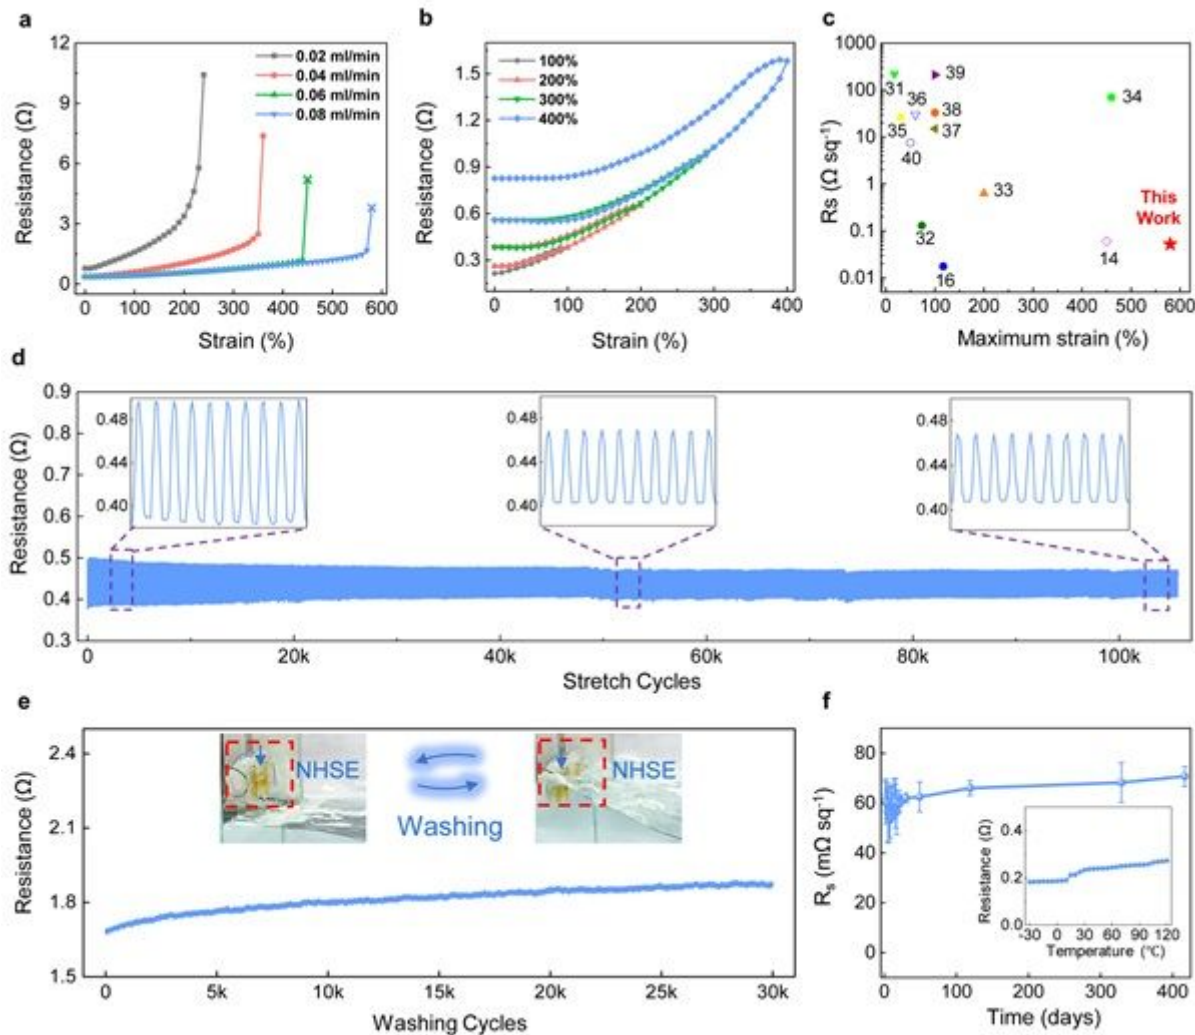 a
12
9
6
3
0
Resistance (Ω)
0 100 200 300 400 500 600
Strain (%)
0.02 ml/min
0.04 ml/min
0.06 ml/min
0.08 ml/min
b
1.5
1.2
0.9
0.6
0.3
Resistance (Ω)
0 100 200 300 400
Strain (%)
100%
200%
300%
400%
c
1000
100
10
1
0.1
0.01
Rs (Ω sq⁻¹)
0 100 200 300 400 500 600
Maximum strain (%)
31
39
36
38
34
35
37
40
33
32
16
14
This
Work
d
0.9
0.8
0.7
0.6
0.5
0.4
0.3
Resistance (Ω)
0 20k 40k 60k 80k 100k
Stretch Cycles
0.48
0.44
0.40
0.48
0.44
0.40
0.48
0.44
0.40
e
2.4
2.1
1.8
1.5
Resistance (Ω)
0 5k 10k 15k 20k 25k 30k
Washing Cycles
NHSE
Washing
NHSE
f
80
60
40
20
0
Rₛ (mΩ sq⁻¹)
0 100 200 300 400
Time (days)
0.4
0.2
0.0
Resistance (Ω)
-30 0 30 60 90 120
Temperature (℃)